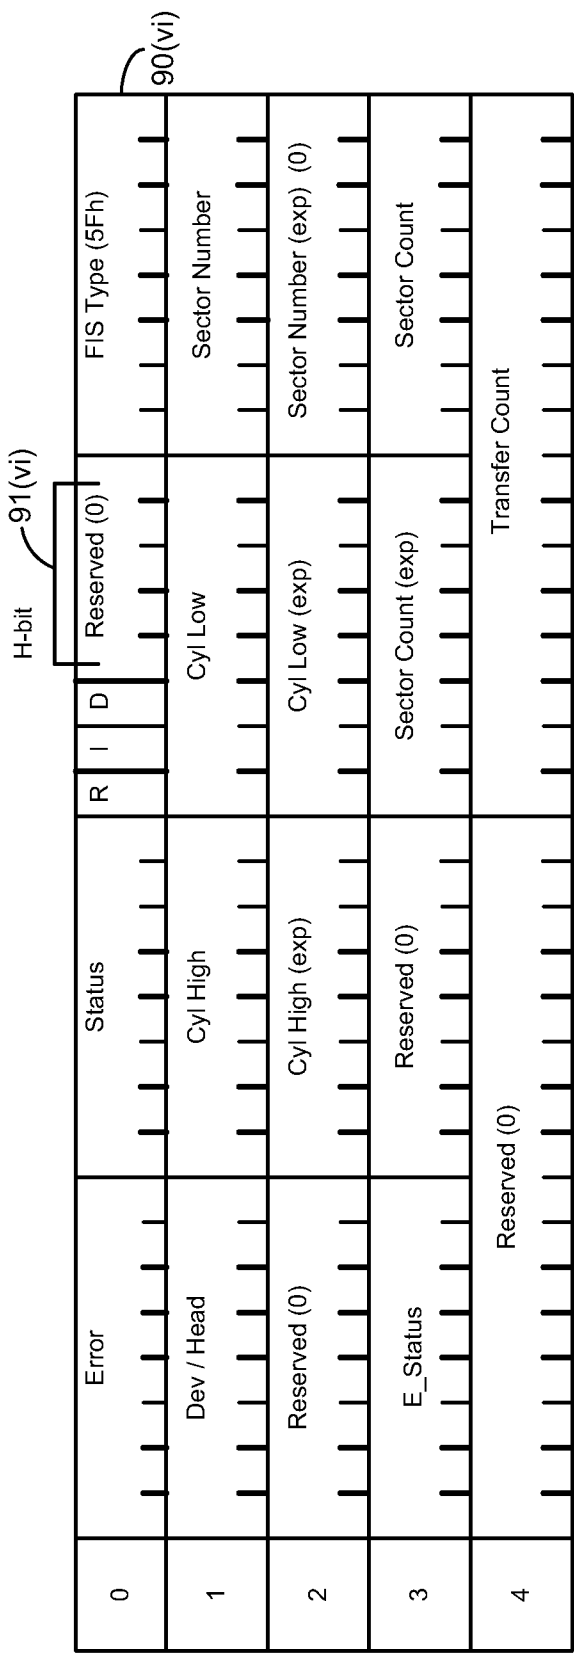 91(vi)
H-bit
90(vi)
0
Error
Status
R
I
D
Reserved (0)
FIS Type (5Fh)
1
Dev / Head
Cyl High
Cyl Low
Sector Number
2
Reserved (0)
Cyl High (exp)
Cyl Low (exp)
Sector Number (exp) (0)
3
E_Status
Reserved (0)
Sector Count (exp)
Sector Count
4
Reserved (0)
Transfer Count